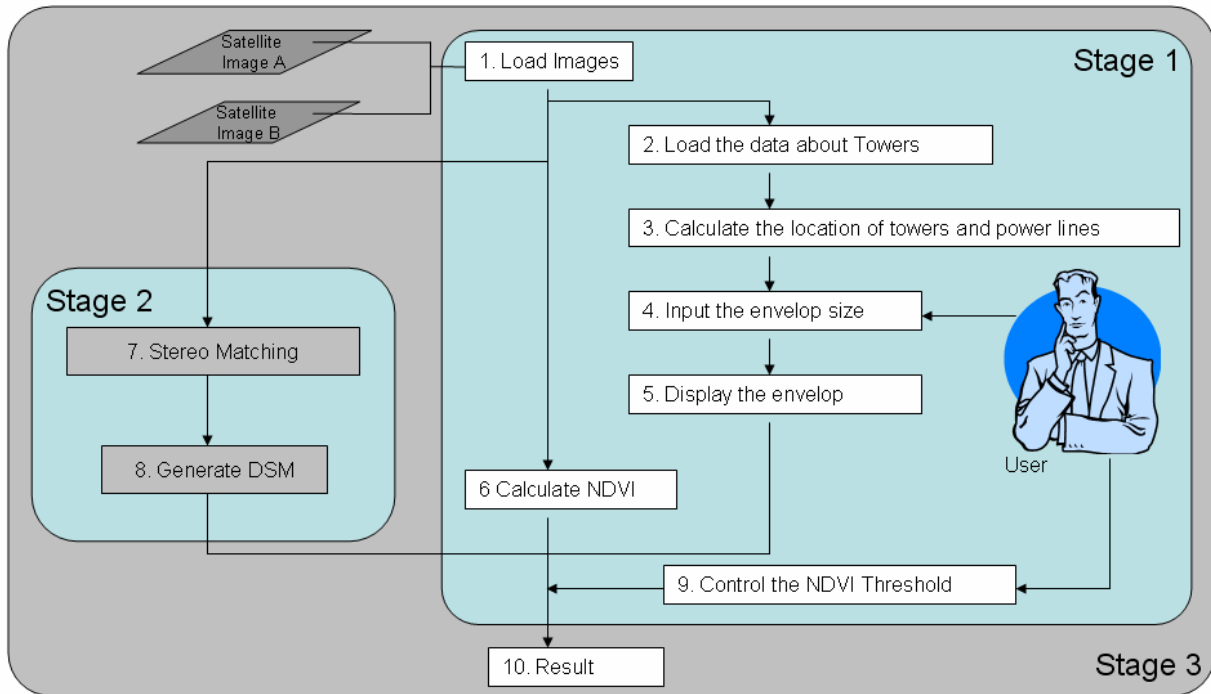 Satellite
Image A
Satellite
Image B
1. Load Images
Stage 1
2. Load the data about Towers
3. Calculate the location of towers and power lines
4. Input the envelop size
5. Display the envelop
User
6 Calculate NDVI
9. Control the NDVI Threshold
Stage 2
7. Stereo Matching
8. Generate DSM
10. Result
Stage 3